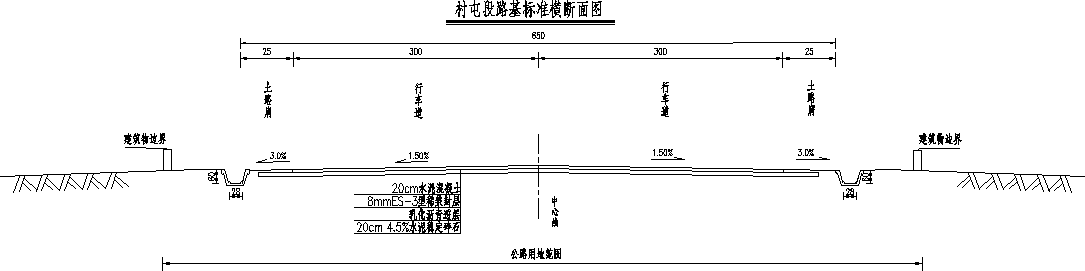 村屯段路基标准横断面图
650
25 300 300 25
土路肩 行车道 行车道 土路肩
建筑物边界 建筑物边界
3.0% 1.50% 1.50% 3.0%
20cm水泥混凝土
8mmES-3型稀浆封层
乳化沥青透层
20cm 4.5%水泥稳定碎石
中心线
公路用地范围